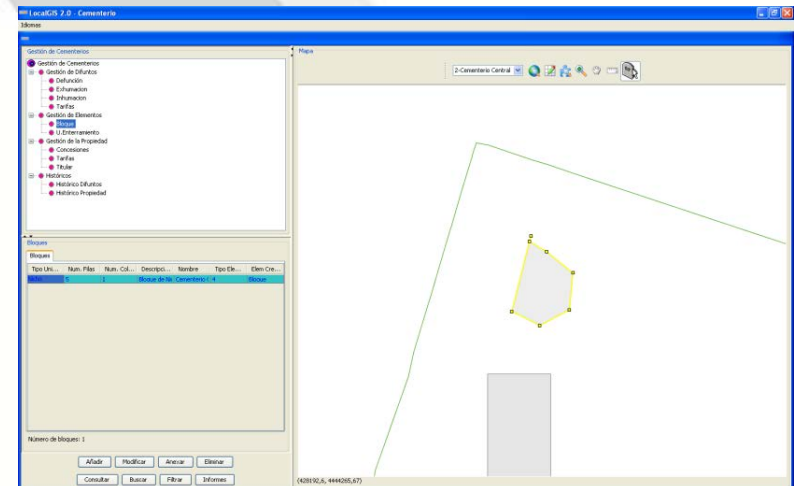 LocalGIS 2.0 - Cementerio
Idiomas
Gestión de Cementerios
Gestión de Cementerios
Gestión de Difuntos
Defunción
Exhumacion
Inhumacion
Tarifas
Gestión de Elementos
Bloque
U.Enterramiento
Gestión de la Propiedad
Concesiones
Tarifas
Titular
Históricos
Histórico Difuntos
Histórico Propiedad
Bloques
Bloques
Tipo Uni... Num. Filas Num. Col... Descripci... Nombre Tipo Ele... Elem Cre...
Nicho 5 1 Bloque de Na Cementerio C 4 Bloque
Número de bloques: 1
Añadir Modificar Anexar Eliminar
Consultar Buscar Filtrar Informes
Mapa
2-Cementerio Central
(428192,6, 4444265,67)